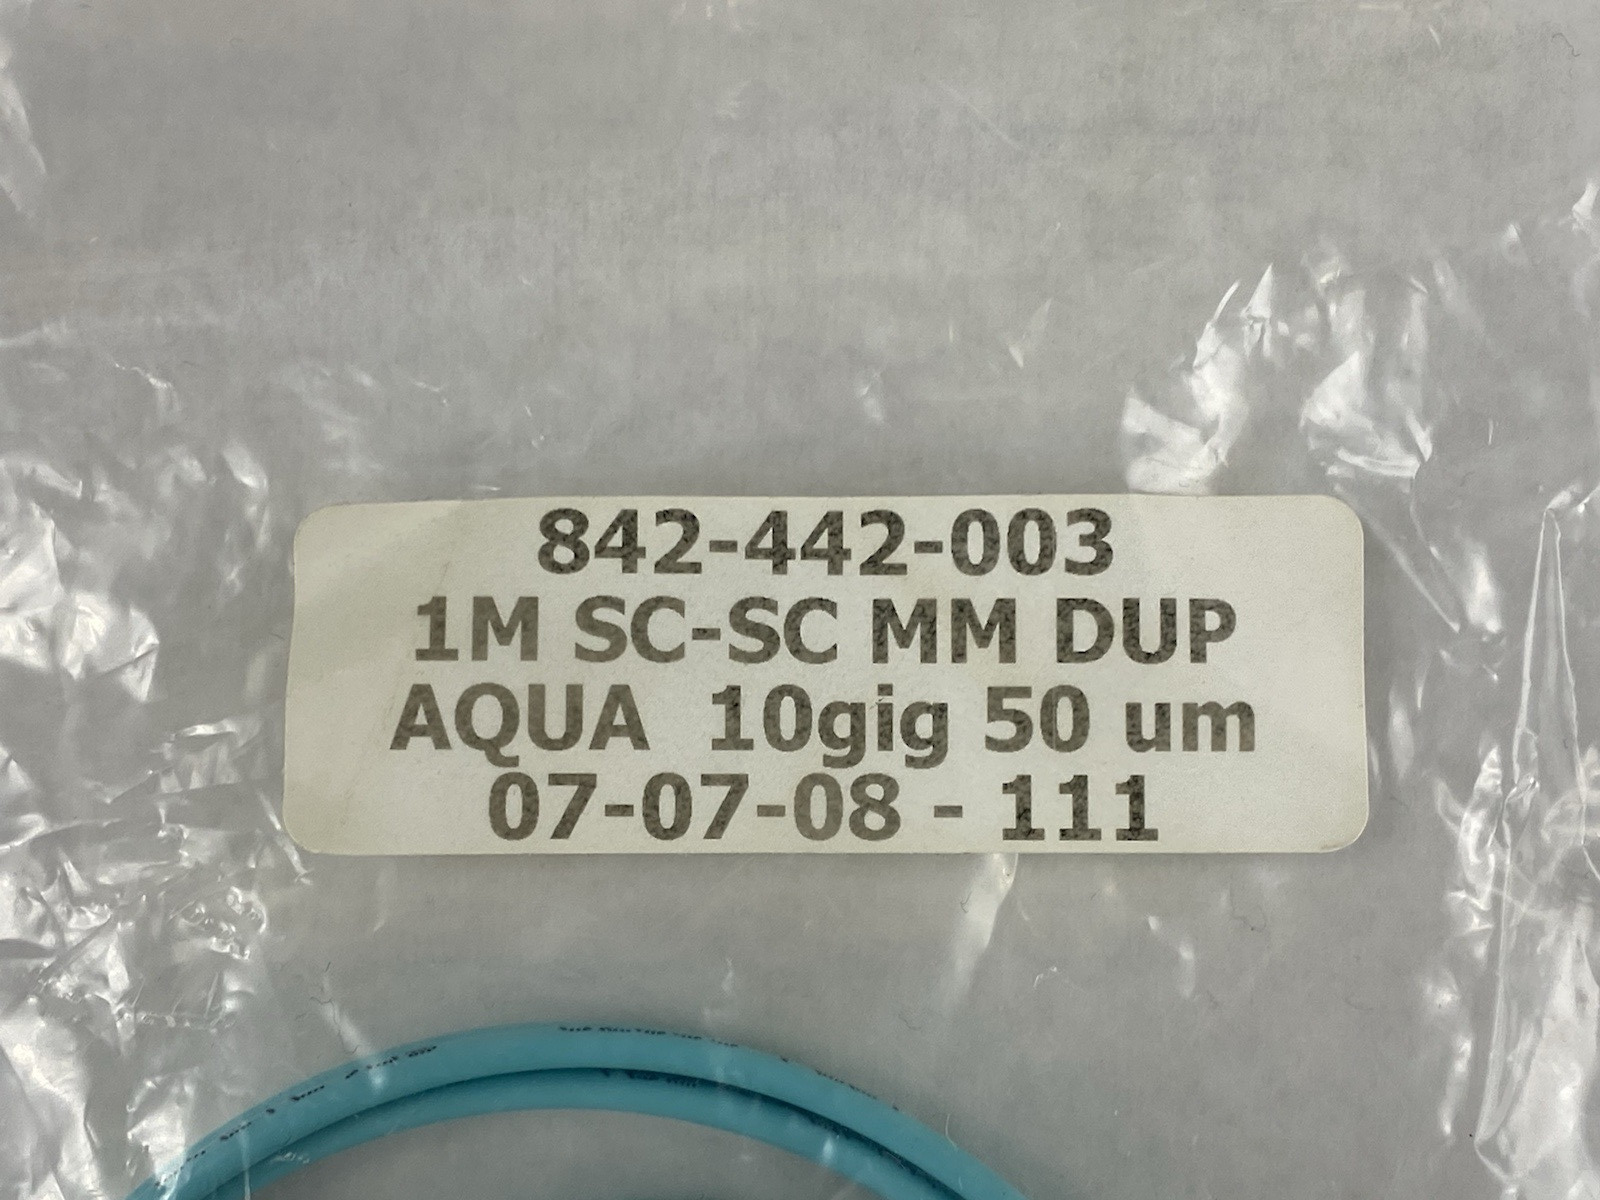 842-442-003
1M SC-SC MM DUP
AQUA 10gig 50 um
07-07-08 - 111